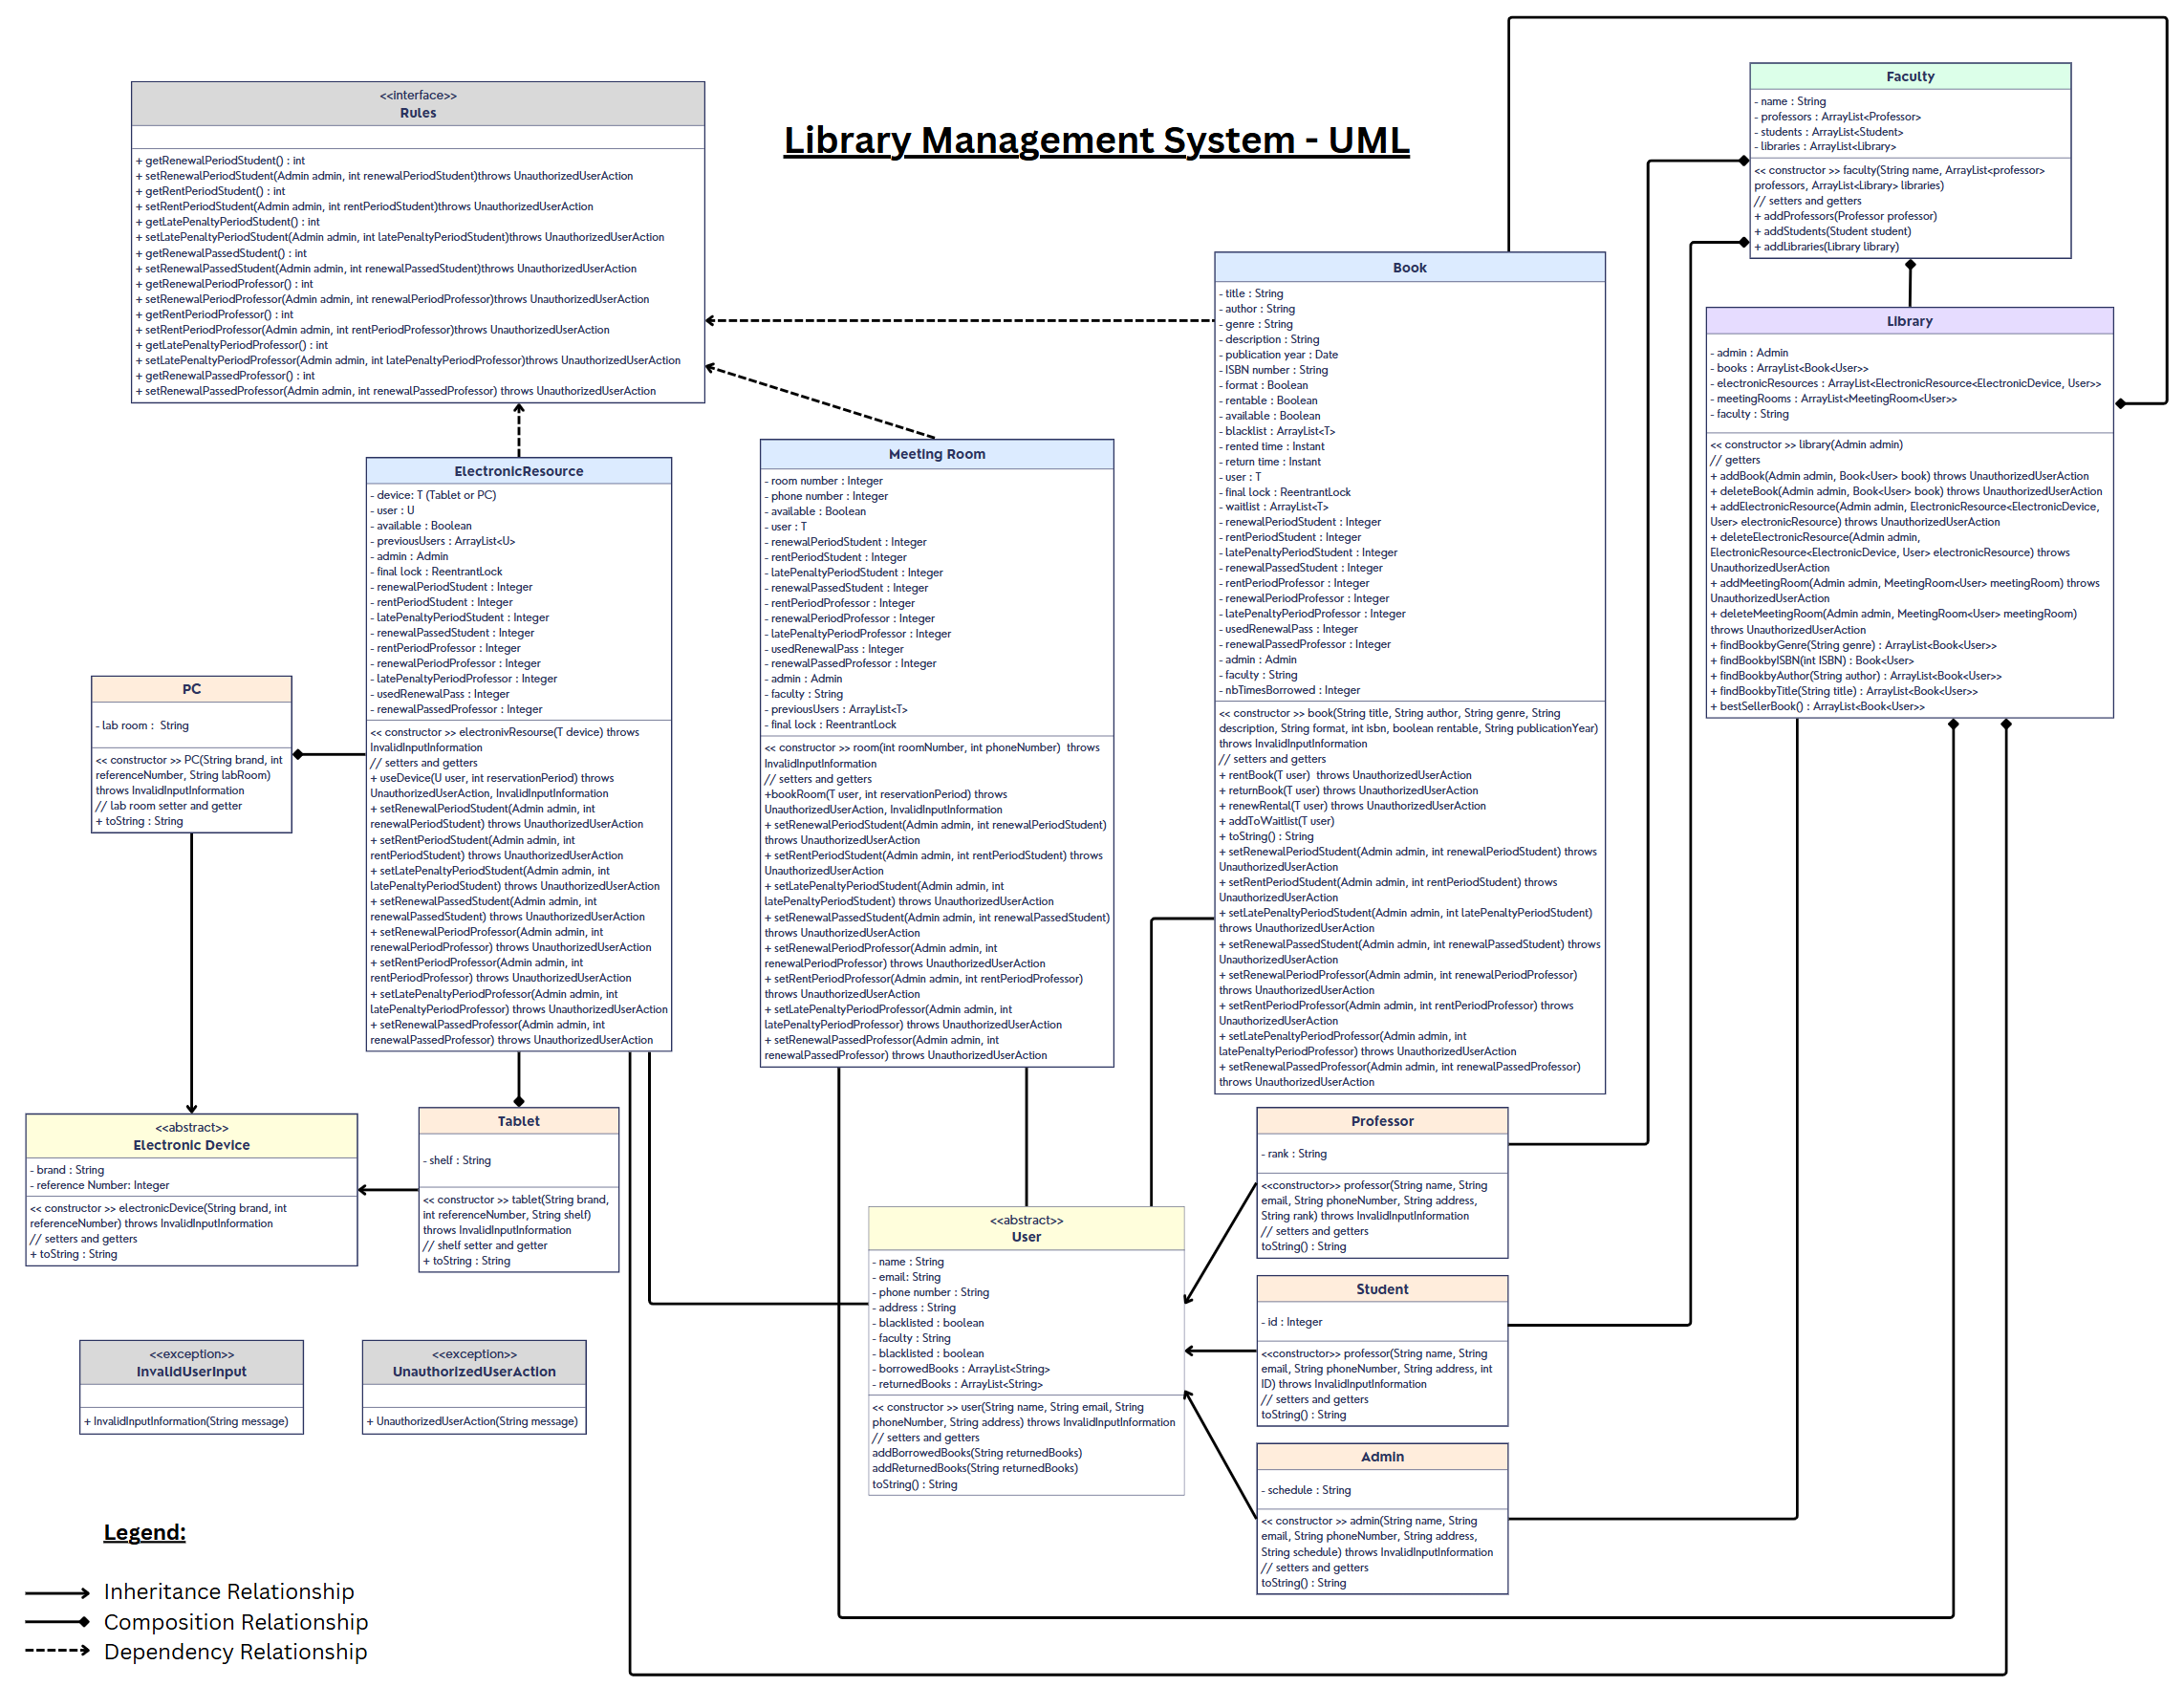 Library Management System - UML
<<interface>>
Rules
+ getRenewalPeriodStudent() : int
+ setRenewalPeriodStudent(Admin admin, int renewalPeriodStudent)throws UnauthorizedUserAction
+ getRentPeriodStudent() : int
+ setRentPeriodStudent(Admin admin, int rentPeriodStudent)throws UnauthorizedUserAction
+ getLatePenaltyPeriodStudent() : int
+ setLatePenaltyPeriodStudent(Admin admin, int latePenaltyPeriodStudent)throws UnauthorizedUserAction
+ getRenewalPassedStudent() : int
+ setRenewalPassedStudent(Admin admin, int renewalPassedStudent)throws UnauthorizedUserAction
+ getRenewalPeriodProfessor() : int
+ setRenewalPeriodProfessor(Admin admin, int renewalPeriodProfessor)throws UnauthorizedUserAction
+ getRentPeriodProfessor() : int
+ setRentPeriodProfessor(Admin admin, int rentPeriodProfessor)throws UnauthorizedUserAction
+ getLatePenaltyPeriodProfessor() : int
+ setLatePenaltyPeriodProfessor(Admin admin, int latePenaltyPeriodProfessor)throws UnauthorizedUserAction
+ getRenewalPassedProfessor() : int
+ setRenewalPassedProfessor(Admin admin, int renewalPassedProfessor) throws UnauthorizedUserAction
Faculty
- name : String
- professors : ArrayList<Professor>
- students : ArrayList<Student>
- libraries : ArrayList<Library>
<< constructor >> faculty(String name, ArrayList<professor>
professors, ArrayList<Library> libraries)
// setters and getters
+ addProfessors(Professor professor)
+ addStudents(Student student)
+ addLibraries(Library library)
Library
- admin : Admin
- books : ArrayList<Book<User>>
- electronicResources : ArrayList<ElectronicResource<ElectronicDevice, User>>
- meetingRooms : ArrayList<MeetingRoom<User>>
- faculty : String
<< constructor >> library(Admin admin)
// getters
+ addBook(Admin admin, Book<User> book) throws UnauthorizedUserAction
+ deleteBook(Admin admin, Book<User> book) throws UnauthorizedUserAction
+ addElectronicResource(Admin admin, ElectronicResource<ElectronicDevice,
User> electronicResource) throws UnauthorizedUserAction
+ deleteElectronicResource(Admin admin,
ElectronicResource<ElectronicDevice, User> electronicResource) throws
UnauthorizedUserAction
+ addMeetingRoom(Admin admin, MeetingRoom<User> meetingRoom) throws
UnauthorizedUserAction
+ deleteMeetingRoom(Admin admin, MeetingRoom<User> meetingRoom)
throws UnauthorizedUserAction
+ findBookbyGenre(String genre) : ArrayList<Book<User>>
+ findBookbyISBN(int ISBN) : Book<User>
+ findBookbyAuthor(String author) : ArrayList<Book<User>>
+ findBookbyTitle(String title) : ArrayList<Book<User>>
+ bestSellerBook() : ArrayList<Book<User>>
Book
- title : String
- author : String
- genre : String
- description : String
- publication year : Date
- ISBN number : String
- format : Boolean
- rentable : Boolean
- available : Boolean
- blacklist : ArrayList<T>
- rented time : Instant
- return time : Instant
- user : T
- final lock : ReentrantLock
- waitlist : ArrayList<T>
- renewalPeriodStudent : Integer
- rentPeriodStudent : Integer
- latePenaltyPeriodStudent : Integer
- renewalPassedStudent : Integer
- rentPeriodProfessor : Integer
- renewalPeriodProfessor : Integer
- latePenaltyPeriodProfessor : Integer
- usedRenewalPass : Integer
- renewalPassedProfessor : Integer
- admin : Admin
- faculty : String
- nbTimesBorrowed : Integer
<< constructor >> book(String title, String author, String genre, String
description, String format, int isbn, boolean rentable, String publicationYear)
throws InvalidInputInformation
// setters and getters
+ rentBook(T user)  throws UnauthorizedUserAction
+ returnBook(T user) throws UnauthorizedUserAction
+ renewRental(T user) throws UnauthorizedUserAction
+ addToWaitlist(T user)
+ toString() : String
+ setRenewalPeriodStudent(Admin admin, int renewalPeriodStudent) throws
UnauthorizedUserAction
+ setRentPeriodStudent(Admin admin, int rentPeriodStudent) throws
UnauthorizedUserAction
+ setLatePenaltyPeriodStudent(Admin admin, int latePenaltyPeriodStudent)
throws UnauthorizedUserAction
+ setRenewalPassedStudent(Admin admin, int renewalPassedStudent) throws
UnauthorizedUserAction
+ setRenewalPeriodProfessor(Admin admin, int renewalPeriodProfessor)
throws UnauthorizedUserAction
+ setRentPeriodProfessor(Admin admin, int rentPeriodProfessor) throws
UnauthorizedUserAction
+ setLatePenaltyPeriodProfessor(Admin admin, int
latePenaltyPeriodProfessor) throws UnauthorizedUserAction
+ setRenewalPassedProfessor(Admin admin, int renewalPassedProfessor)
throws UnauthorizedUserAction
Meeting Room
- room number : Integer
- phone number : Integer
- available : Boolean
- user : T
- renewalPeriodStudent : Integer
- rentPeriodStudent : Integer
- latePenaltyPeriodStudent : Integer
- renewalPassedStudent : Integer
- rentPeriodProfessor : Integer
- renewalPeriodProfessor : Integer
- latePenaltyPeriodProfessor : Integer
- usedRenewalPass : Integer
- renewalPassedProfessor : Integer
- admin : Admin
- faculty : String
- previousUsers : ArrayList<T>
- final lock : ReentrantLock
<< constructor >> room(int roomNumber, int phoneNumber)  throws
InvalidInputInformation
// setters and getters
+bookRoom(T user, int reservationPeriod) throws
UnauthorizedUserAction, InvalidInputInformation
+ setRenewalPeriodStudent(Admin admin, int renewalPeriodStudent)
throws UnauthorizedUserAction
+ setRentPeriodStudent(Admin admin, int rentPeriodStudent) throws
UnauthorizedUserAction
+ setLatePenaltyPeriodStudent(Admin admin, int
latePenaltyPeriodStudent) throws UnauthorizedUserAction
+ setRenewalPassedStudent(Admin admin, int renewalPassedStudent)
throws UnauthorizedUserAction
+ setRenewalPeriodProfessor(Admin admin, int
renewalPeriodProfessor) throws UnauthorizedUserAction
+ setRentPeriodProfessor(Admin admin, int rentPeriodProfessor)
throws UnauthorizedUserAction
+ setLatePenaltyPeriodProfessor(Admin admin, int
latePenaltyPeriodProfessor) throws UnauthorizedUserAction
+ setRenewalPassedProfessor(Admin admin, int
renewalPassedProfessor) throws UnauthorizedUserAction
ElectronicResource
- device: T (Tablet or PC)
- user : U
- available : Boolean
- previousUsers : ArrayList<U>
- admin : Admin
- final lock : ReentrantLock
- renewalPeriodStudent : Integer
- rentPeriodStudent : Integer
- latePenaltyPeriodStudent : Integer
- renewalPassedStudent : Integer
- rentPeriodProfessor : Integer
- renewalPeriodProfessor : Integer
- latePenaltyPeriodProfessor : Integer
- usedRenewalPass : Integer
- renewalPassedProfessor : Integer
<< constructor >> electronivResourse(T device) throws
InvalidInputInformation
// setters and getters
+ useDevice(U user, int reservationPeriod) throws
UnauthorizedUserAction, InvalidInputInformation
+ setRenewalPeriodStudent(Admin admin, int
renewalPeriodStudent) throws UnauthorizedUserAction
+ setRentPeriodStudent(Admin admin, int
rentPeriodStudent) throws UnauthorizedUserAction
+ setLatePenaltyPeriodStudent(Admin admin, int
latePenaltyPeriodStudent) throws UnauthorizedUserAction
+ setRenewalPassedStudent(Admin admin, int
renewalPassedStudent) throws UnauthorizedUserAction
+ setRenewalPeriodProfessor(Admin admin, int
renewalPeriodProfessor) throws UnauthorizedUserAction
+ setRentPeriodProfessor(Admin admin, int
rentPeriodProfessor) throws UnauthorizedUserAction
+ setLatePenaltyPeriodProfessor(Admin admin, int
latePenaltyPeriodProfessor) throws UnauthorizedUserAction
+ setRenewalPassedProfessor(Admin admin, int
renewalPassedProfessor) throws UnauthorizedUserAction
PC
- lab room :  String
<< constructor >> PC(String brand, int
referenceNumber, String labRoom)
throws InvalidInputInformation
// lab room setter and getter
+ toString : String
<<abstract>>
Electronic Device
- brand : String
- reference Number: Integer
<< constructor >> electronicDevice(String brand, int
referenceNumber) throws InvalidInputInformation
// setters and getters
+ toString : String
Tablet
- shelf : String
<< constructor >> tablet(String brand,
int referenceNumber, String shelf)
throws InvalidInputInformation
// shelf setter and getter
+ toString : String
<<abstract>>
User
- name : String
- email: String
- phone number : String
- address : String
- blacklisted : boolean
- faculty : String
- blacklisted : boolean
- borrowedBooks : ArrayList<String>
- returnedBooks : ArrayList<String>
<< constructor >> user(String name, String email, String
phoneNumber, String address) throws InvalidInputInformation
// setters and getters
addBorrowedBooks(String returnedBooks)
addReturnedBooks(String returnedBooks)
toString() : String
Professor
- rank : String
<<constructor>> professor(String name, String
email, String phoneNumber, String address,
String rank) throws InvalidInputInformation
// setters and getters
toString() : String
Student
- id : Integer
<<constructor>> professor(String name, String
email, String phoneNumber, String address, int
ID) throws InvalidInputInformation
// setters and getters
toString() : String
Admin
- schedule : String
<< constructor >> admin(String name, String
email, String phoneNumber, String address,
String schedule) throws InvalidInputInformation
// setters and getters
toString() : String
<<exception>>
InvalidUserInput
+ InvalidInputInformation(String message)
<<exception>>
UnauthorizedUserAction
+ UnauthorizedUserAction(String message)
Legend:
Inheritance Relationship
Composition Relationship
Dependency Relationship